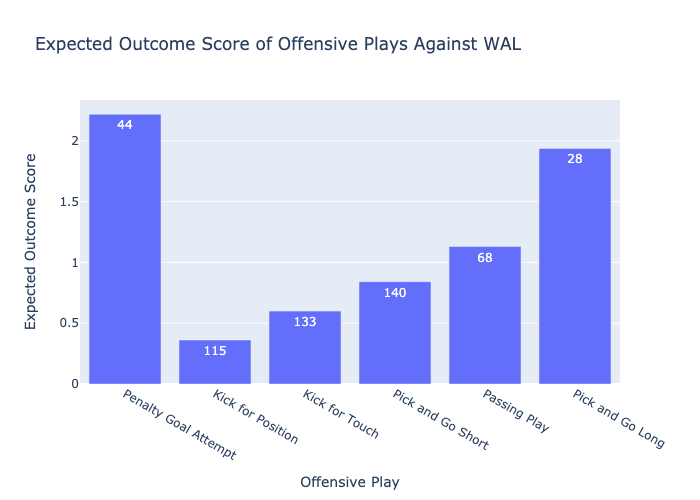 Expected Outcome Score of Offensive Plays Against WAL
Expected Outcome Score
2
1.5
1
0.5
0
44
115
133
140
68
28
Penalty Goal Attempt
Kick for Position
Kick for Touch
Pick and Go Short
Passing Play
Pick and Go Long
Offensive Play